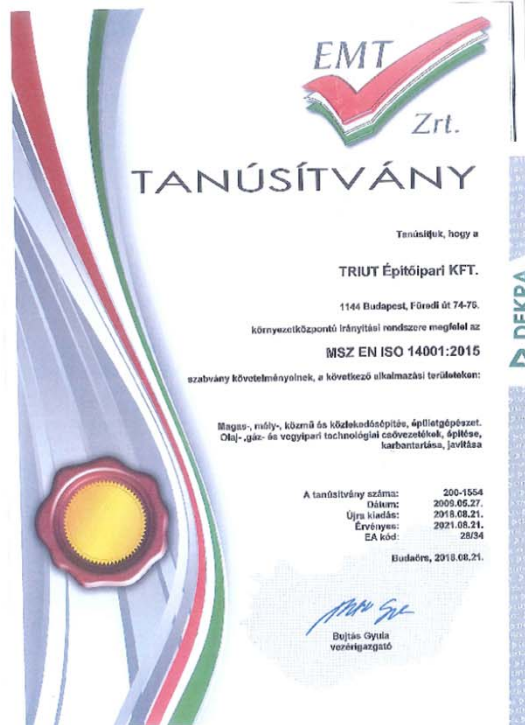 EMT
Zrt.
TANÚSÍTVÁNY
Tanúsítjuk, hogy a
TRIUT Építőipari KFT.
1144 Budapest, Füredi út 74-76.
környezetközpontú irányítási rendszere megfelel az
MSZ EN ISO 14001:2015
szabvány követelményeinek, a következő alkalmazási területeken:
Magas-, mély-, közmű és közlekedésépítés, épületgépészet.
Olaj- ,gáz- és vegyipari technológiai csővezetékek, építése,
karbantartása, javítása
A tanúsítvány száma: 200-1554
Dátum: 2009.05.27.
Újra kiadás: 2018.08.21.
Érvényes: 2021.08.21.
EA kód: 28/34
Budaörs, 2018.08.21.
Bujtás Gyula
vezérigazgató
DEKRA